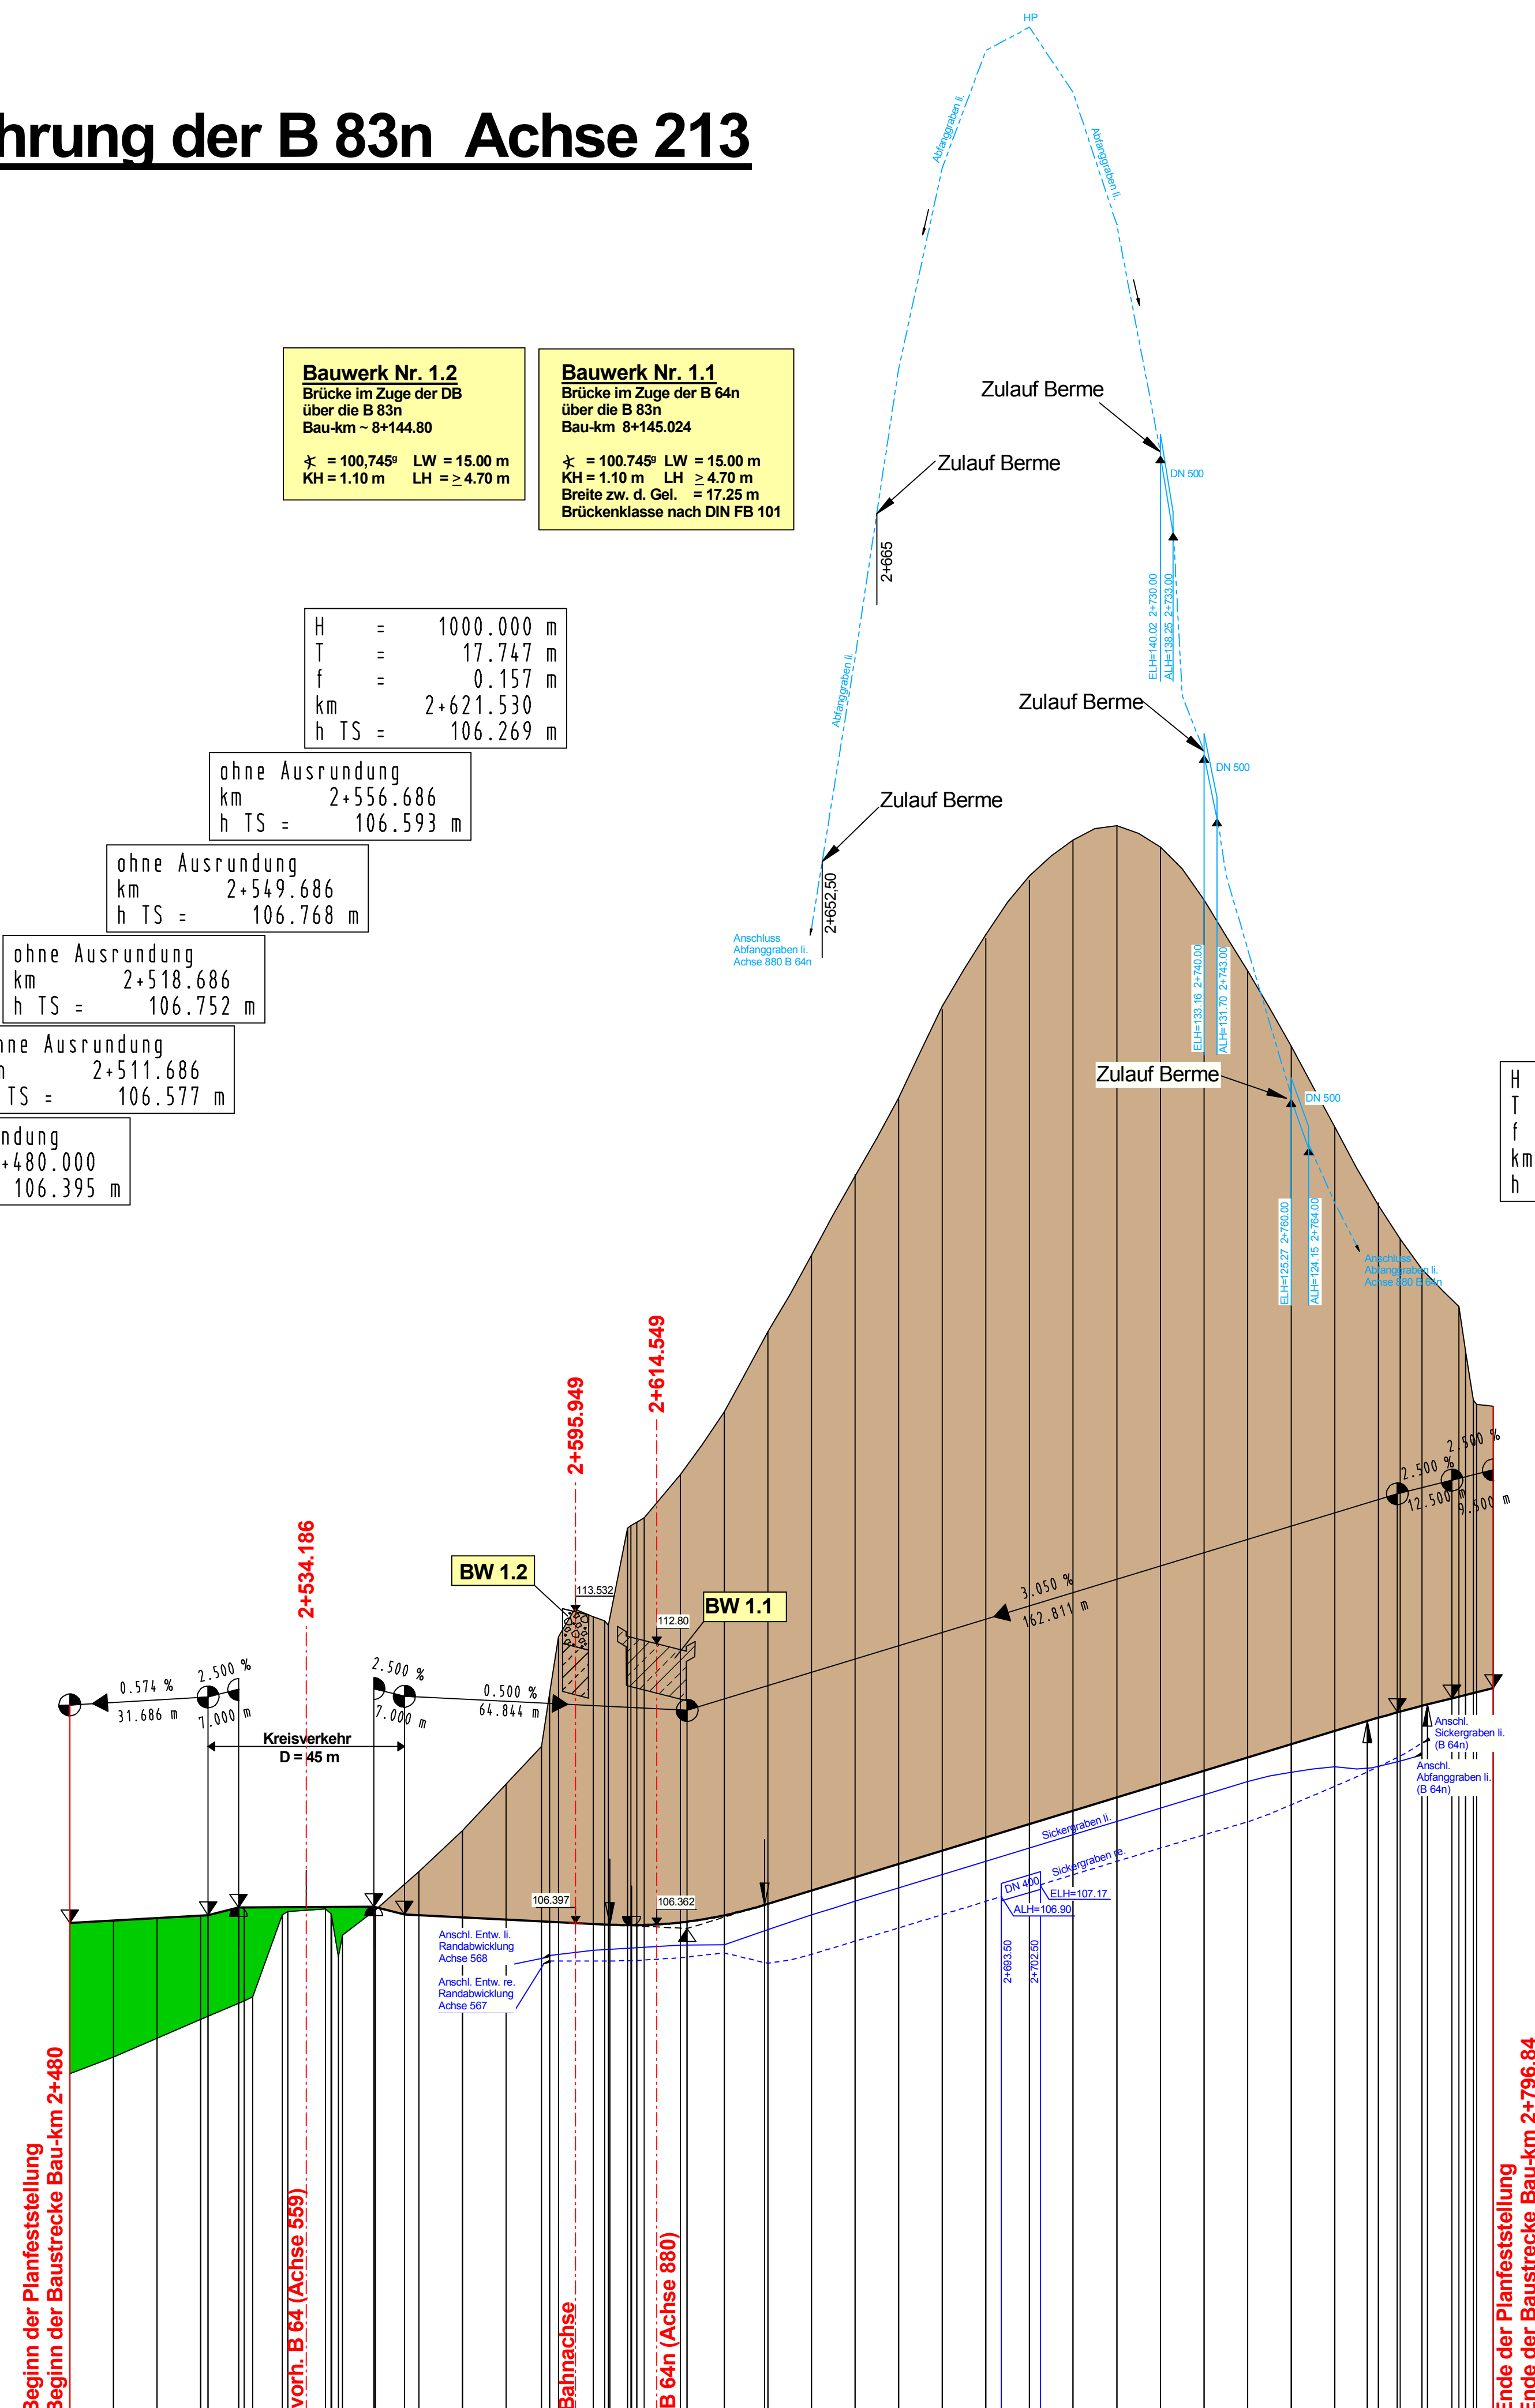 HP
hrung der B 83n Achse 213
Abfanggraben li.
Abfanggraben li.
Bauwerk Nr. 1.2
Brücke im Zuge der DB
über die B 83n
Bau-km ~ 8+144.80
= 100,745ᵍ LW = 15.00 m
KH = 1.10 m LH = ≥ 4.70 m
Bauwerk Nr. 1.1
Brücke im Zuge der B 64n
über die B 83n
Bau-km 8+145.024
= 100.745ᵍ LW = 15.00 m
KH = 1.10 m LH ≥ 4.70 m
Breite zw. d. Gel. = 17.25 m
Brückenklasse nach DIN FB 101
Zulauf Berme
Zulauf Berme
DN 500
2+665
ELH=140.02 2+730.00
ALH=138.25 2+733.00
H = 1000.000 m
T = 17.747 m
f = 0.157 m
km 2+621.530
h TS = 106.269 m
Abfanggraben li.
Zulauf Berme
DN 500
ohne Ausrundung
km 2+556.686
h TS = 106.593 m
Zulauf Berme
2+652,50
ohne Ausrundung
km 2+549.686
h TS = 106.768 m
Anschluss
Abfanggraben li.
Achse 880 B 64n
ELH=133.16 2+740.00
ALH=131.70 2+743.00
ohne Ausrundung
km 2+518.686
h TS = 106.752 m
hne Ausrundung
2+511.686
TS = 106.577 m
Zulauf Berme
DN 500
H
T
f
km
h
ndung
+480.000
106.395 m
ELH=125.27 2+760.00
ALH=124.15 2+764.00
Anschluss
Abfanggraben li.
Achse 880 B 64n
2+614.549
2+595.949
2+534.186
2.500 %
9.500 m
2.500 %
12.500 m
BW 1.2
113.532
BW 1.1
112.80
3.050 %
162.811 m
0.574 %
31.686 m
2.500 %
7.000 m
2.500 %
7.000 m
0.500 %
64.844 m
Kreisverkehr
D = 45 m
Anschl.
Sickergraben li.
(B 64n)
Anschl.
Abfanggraben li.
(B 64n)
Sickergraben li.
Sickergraben re.
106.397
106.362
DN 400
ELH=107.17
ALH=106.90
2+693.50
2+702.50
Anschl. Entw. li.
Randabwicklung
Achse 568
Anschl. Entw. re.
Randabwicklung
Achse 567
Beginn der Planfeststellung
Beginn der Baustrecke Bau-km 2+480
vorh. B 64 (Achse 559)
Bahnachse
B 64n (Achse 880)
Ende der Planfeststellung
Ende der Baustrecke Bau-km 2+796.84